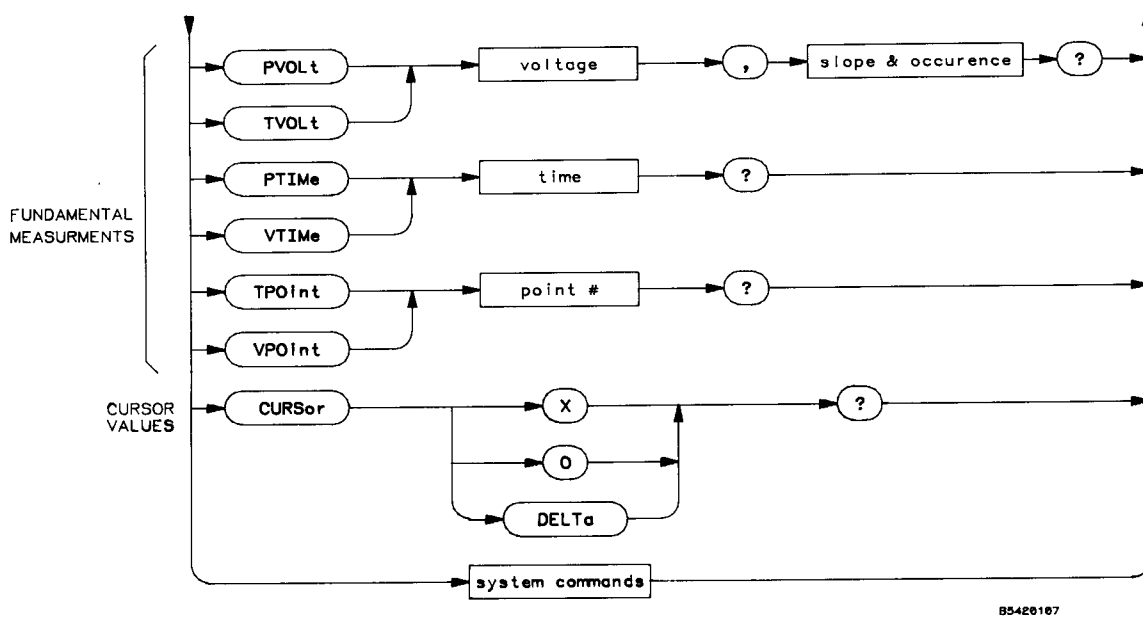 PVOLt voltage , slope & occurence ?
TVOLt
PTIMe time ?
VTIMe
FUNDAMENTAL
MEASURMENTS
TPOint point # ?
VPOint
CURSOR
VALUES
CURSor X ?
O
DELTa
system commands
B5420107